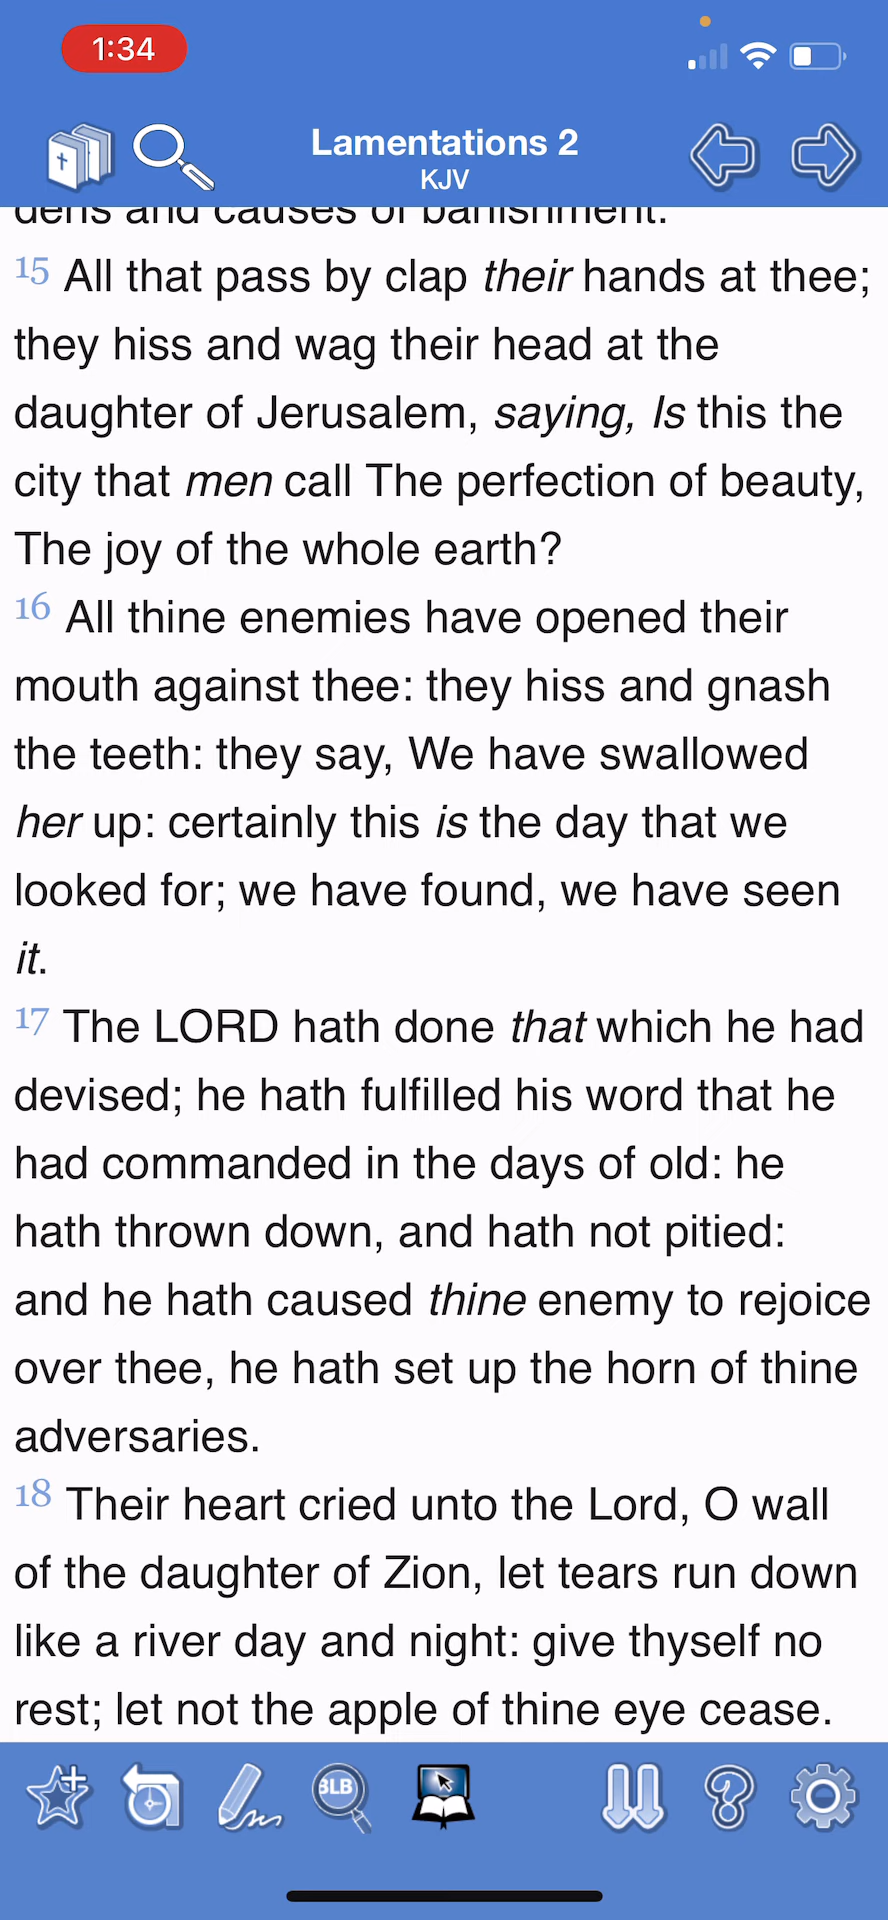 1:34
Lamentations 2
KJV
dens and causes of banishment.
15 All that pass by clap their hands at thee;
they hiss and wag their head at the
daughter of Jerusalem, saying, Is this the
city that men call The perfection of beauty,
The joy of the whole earth?
16 All thine enemies have opened their
mouth against thee: they hiss and gnash
the teeth: they say, We have swallowed
her up: certainly this is the day that we
looked for; we have found, we have seen
it.
17 The LORD hath done that which he had
devised; he hath fulfilled his word that he
had commanded in the days of old: he
hath thrown down, and hath not pitied:
and he hath caused thine enemy to rejoice
over thee, he hath set up the horn of thine
adversaries.
18 Their heart cried unto the Lord, O wall
of the daughter of Zion, let tears run down
like a river day and night: give thyself no
rest; let not the apple of thine eye cease.
BLB